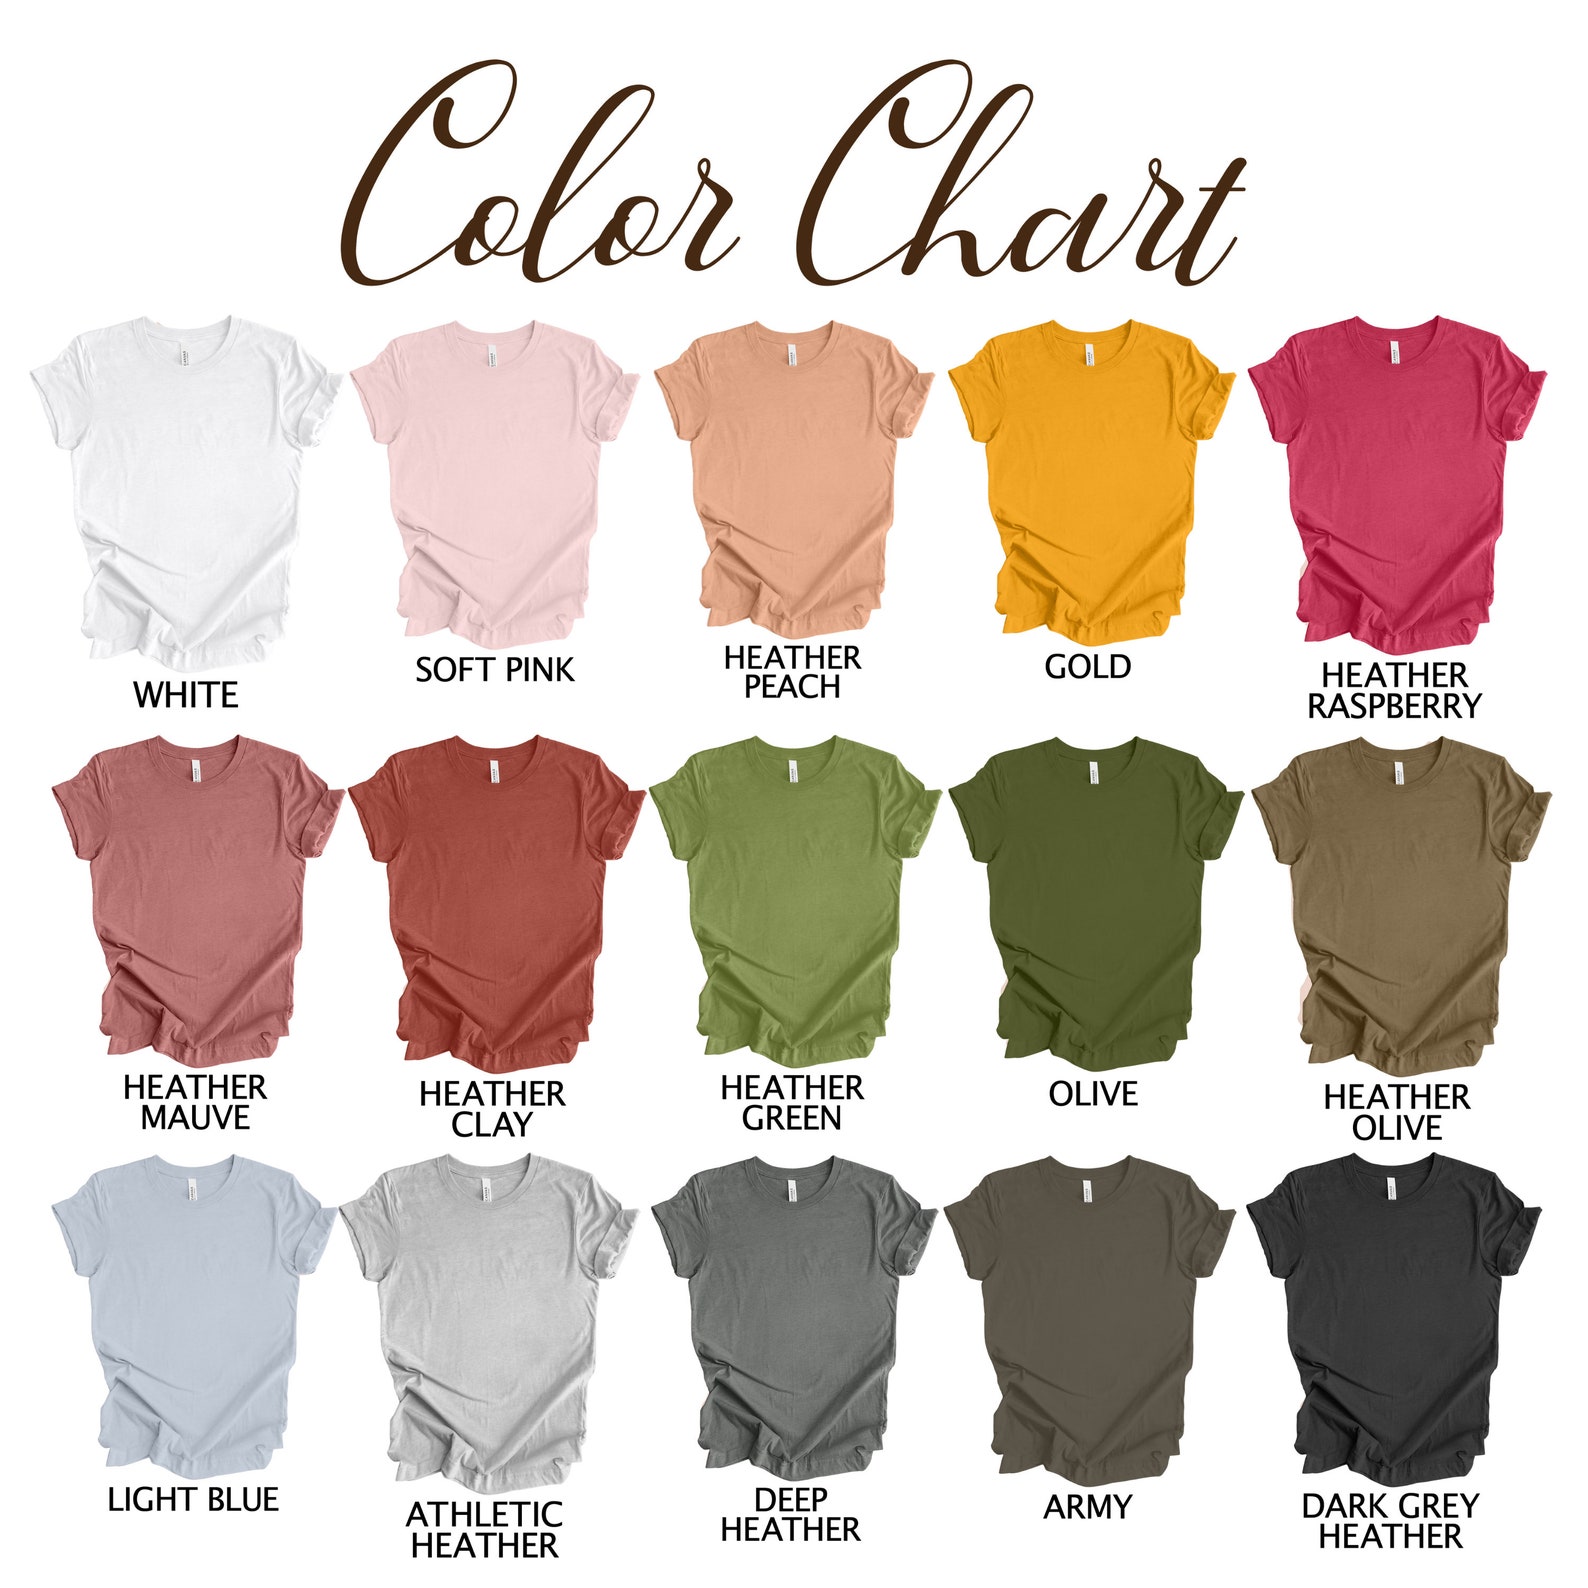 Color Chart
WHITE
SOFT PINK
HEATHER
PEACH
GOLD
HEATHER
RASPBERRY
HEATHER
MAUVE
HEATHER
CLAY
HEATHER
GREEN
OLIVE
HEATHER
OLIVE
LIGHT BLUE
ATHLETIC
HEATHER
DEEP
HEATHER
ARMY
DARK GREY
HEATHER